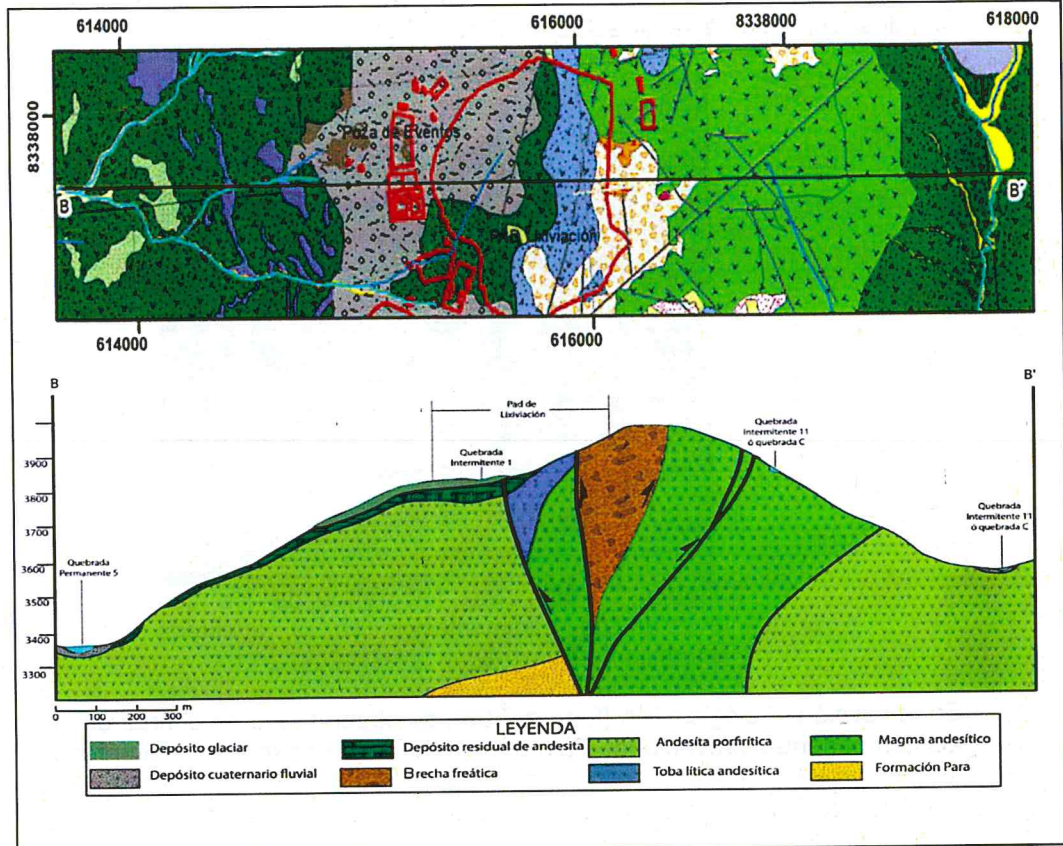 614000
616000
8338000
618000
8338000
Poza de Eventos
B
B'
Lixiviación
614000
616000
B
B'
Pad de
Lixiviación
Quebrada
Intermitente 1
Quebrada
Intermitente 11
ó quebrada C
Quebrada
Intermitente 11
ó quebrada C
Quebrada
Permanente 5
3900
3800
3700
3600
3500
3400
3300
0 100 200 300 m
LEYENDA
Depósito glaciar
Depósito residual de andesita
Andesíta porfirítica
Magma andesítico
Depósito cuaternario fluvial
Brecha freática
Toba lítica andesítica
Formación Para